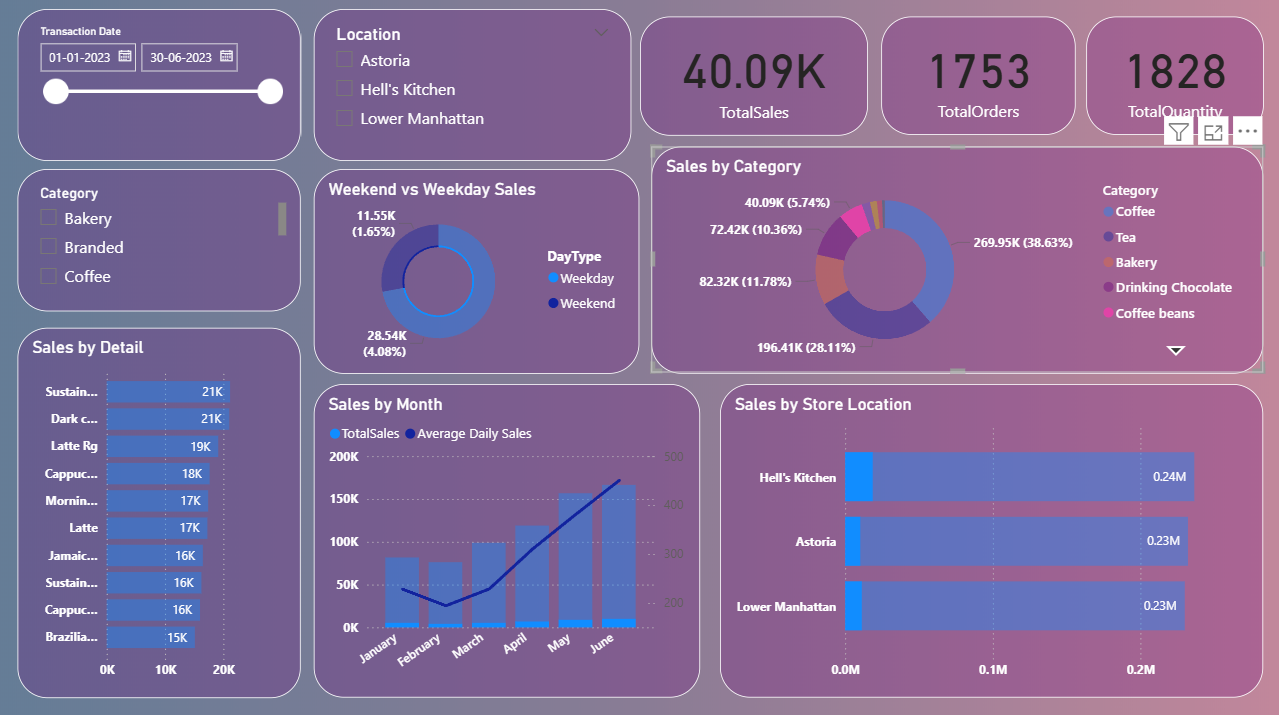 Transaction Date
01-01-2023
30-06-2023
Location
Astoria
Hell's Kitchen
Lower Manhattan
40.09K
TotalSales
1753
TotalOrders
1828
TotalQuantity
Category
Bakery
Branded
Coffee
Weekend vs Weekday Sales
11.55K
(1.65%)
28.54K
(4.08%)
DayType
Weekday
Weekend
Sales by Category
40.09K (5.74%)
72.42K (10.36%)
82.32K (11.78%)
196.41K (28.11%)
269.95K (38.63%)
Category
Coffee
Tea
Bakery
Drinking Chocolate
Coffee beans
Sales by Detail
Sustain... 21K
Dark c... 21K
Latte Rg 19K
Cappuc... 18K
Mornin... 17K
Latte 17K
Jamaic... 16K
Sustain... 16K
Cappuc... 16K
Brazilia... 15K
0K 10K 20K
Sales by Month
TotalSales Average Daily Sales
200K 500
150K 400
100K 300
50K 200
0K
January February March April May June
Sales by Store Location
Hell's Kitchen 0.24M
Astoria 0.23M
Lower Manhattan 0.23M
0.0M 0.1M 0.2M